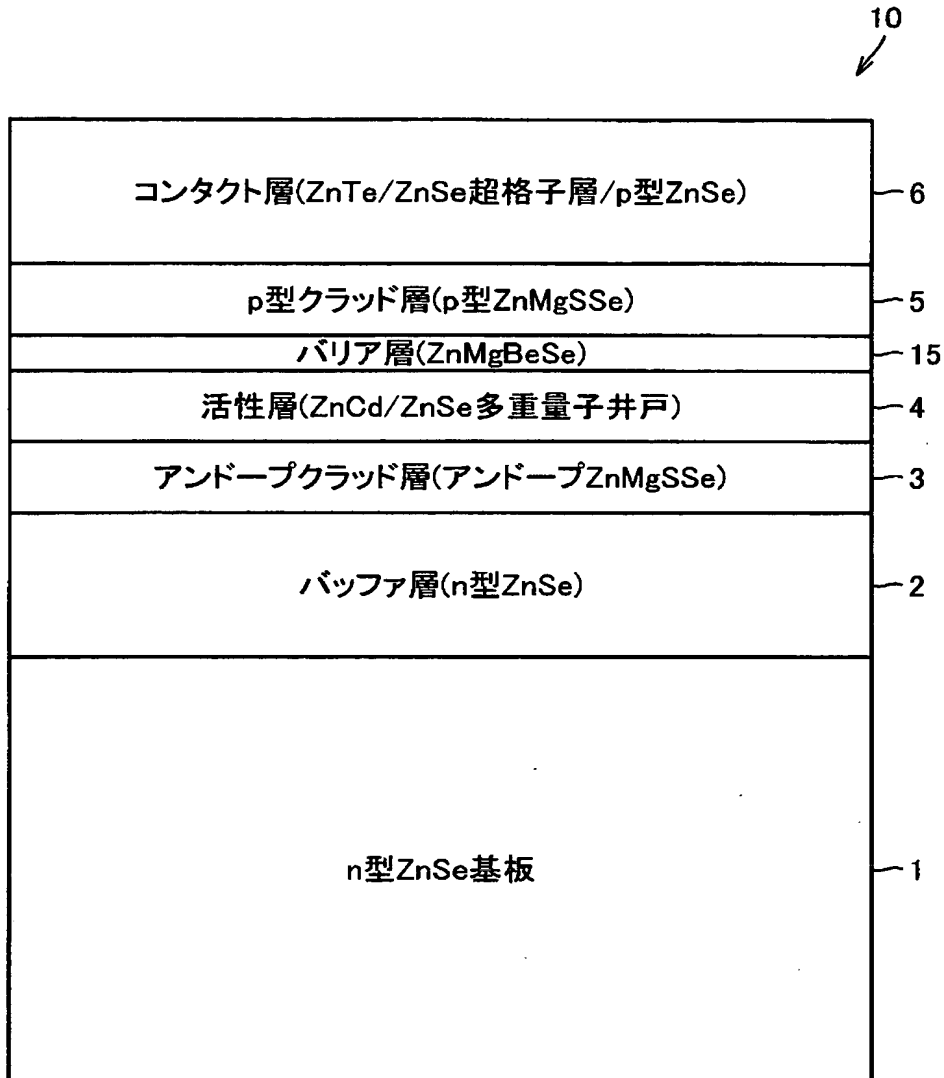 10
コンタクト層(ZnTe/ZnSe超格子層/p型ZnSe)
6
p型クラッド層(p型ZnMgSSe)
5
バリア層(ZnMgBeSe)
15
活性層(ZnCd/ZnSe多重量子井戸)
4
アンドープクラッド層(アンドープZnMgSSe)
3
バッファ層(n型ZnSe)
2
n型ZnSe基板
1